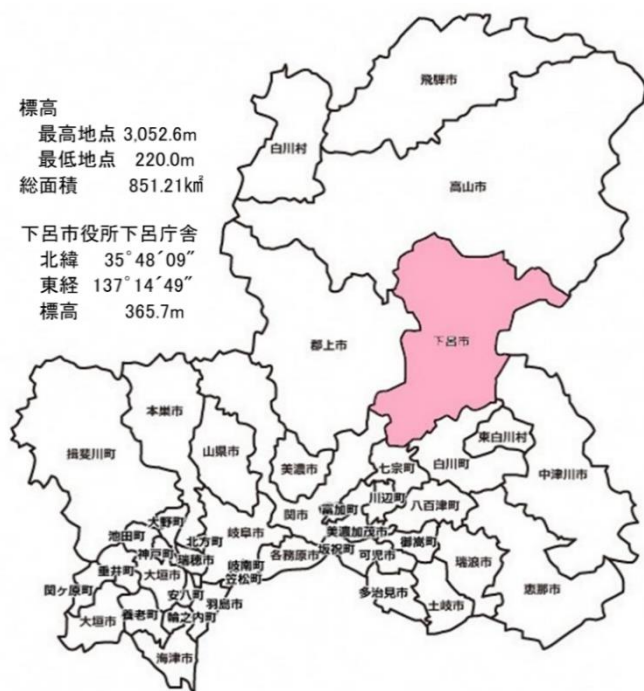 標高
最高地点 3,052.6m
最低地点 220.0m
総面積 851.21㎢
下呂市役所下呂庁舎
北緯 35°48′09″
東経 137°14′49″
標高 365.7m
飛騨市
白川村
高山市
下呂市
郡上市
本巣市
揖斐川町
山県市
美濃市
東白川村
七宗町
白川町
中津川市
関市
富加町
川辺町
八百津町
大野町
池田町
北方町
岐阜市
美濃加茂市
神戸町
瑞穂市
岐南町
各務原市
坂祝町
可児市
御嵩町
瑞浪市
垂井町
大垣市
笠松町
関ヶ原町
安八町
羽島市
多治見市
土岐市
恵那市
大垣市
養老町
輪之内町
海津市